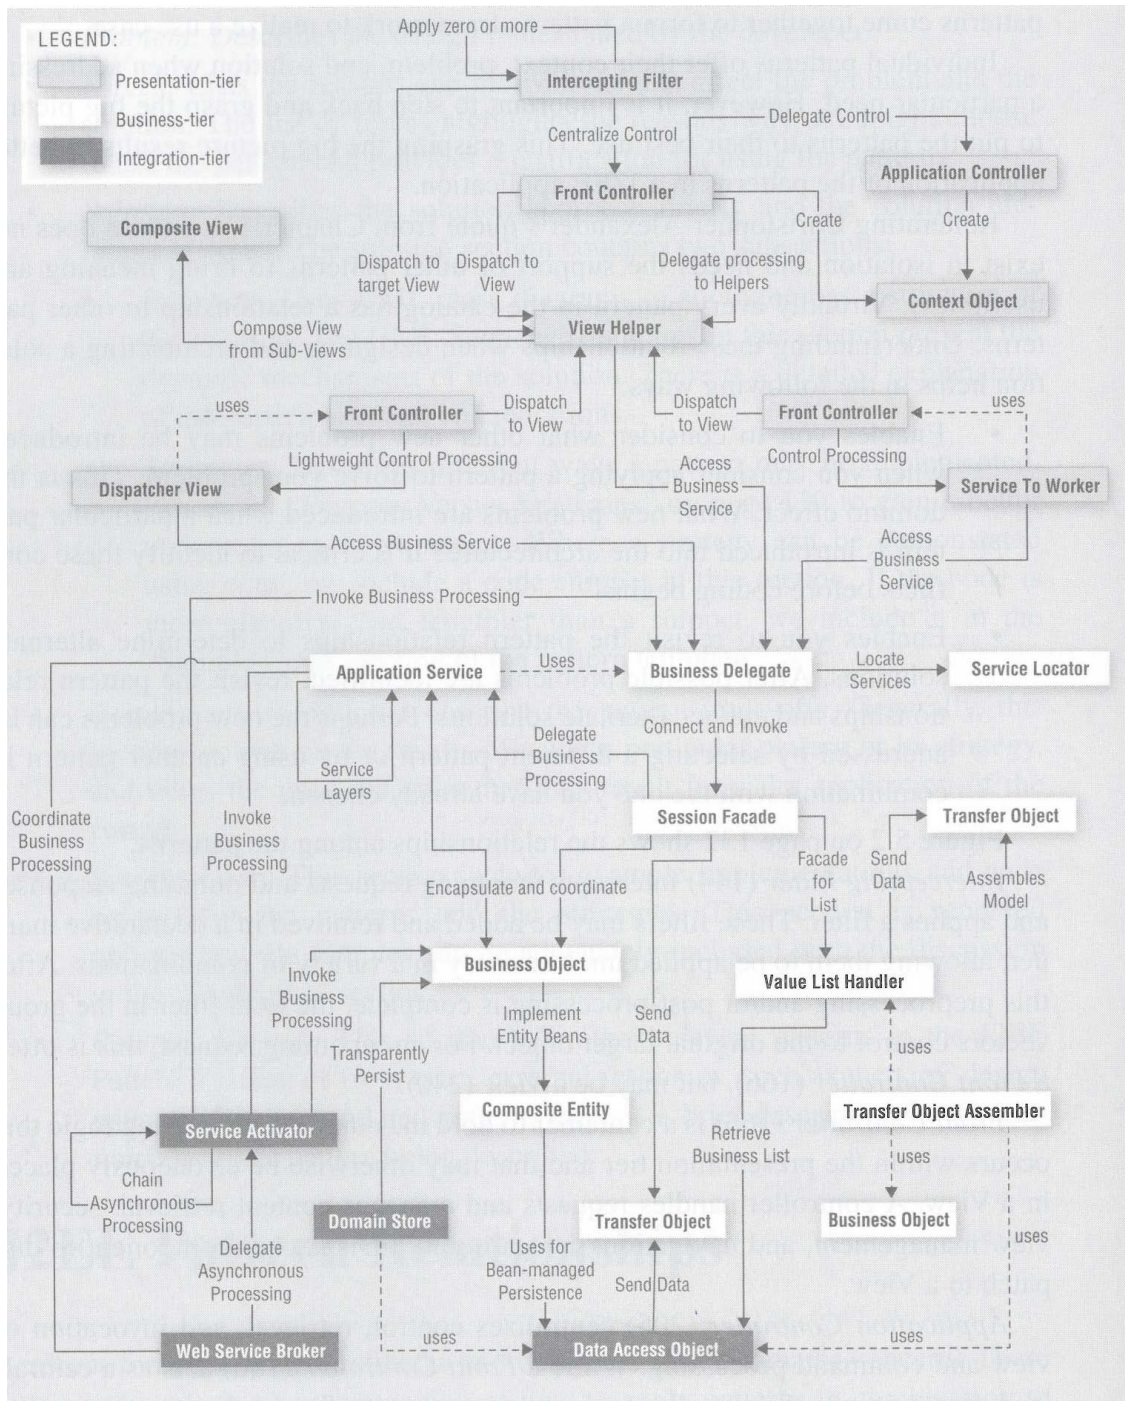 Apply zero or more
LEGEND:
Presentation-tier
Business-tier
Integration-tier
Intercepting Filter
Centralize Control
Delegate Control
Front Controller
Application Controller
Composite View
Create
Create
Dispatch to
target View
Dispatch to
View
Delegate processing
to Helpers
Context Object
View Helper
Compose View
from Sub-Views
uses
Front Controller
Dispatch
to View
Dispatch
to View
Front Controller
uses
Lightweight Control Processing
Control Processing
Dispatcher View
Access
Business
Service
Service To Worker
Access Business Service
Access
Business
Service
Invoke Business Processing
Application Service
Uses
Business Delegate
Locate
Services
Service Locator
Connect and Invoke
Delegate
Business
Processing
Service
Layers
Coordinate
Business
Processing
Invoke
Business
Processing
Session Facade
Transfer Object
Facade
for
List
Send
Data
Assembles
Model
Encapsulate and coordinate
Business Object
Invoke
Business
Processing
Value List Handler
Implement
Entity Beans
Send
Data
Transparently
Persist
uses
Composite Entity
Transfer Object Assembler
Service Activator
Retrieve
Business List
uses
Chain
Asynchronous
Processing
Domain Store
Transfer Object
Business Object
uses
Delegate
Asynchronous
Processing
Uses for
Bean-managed
Persistence
Send Data
uses
uses
Web Service Broker
Data Access Object